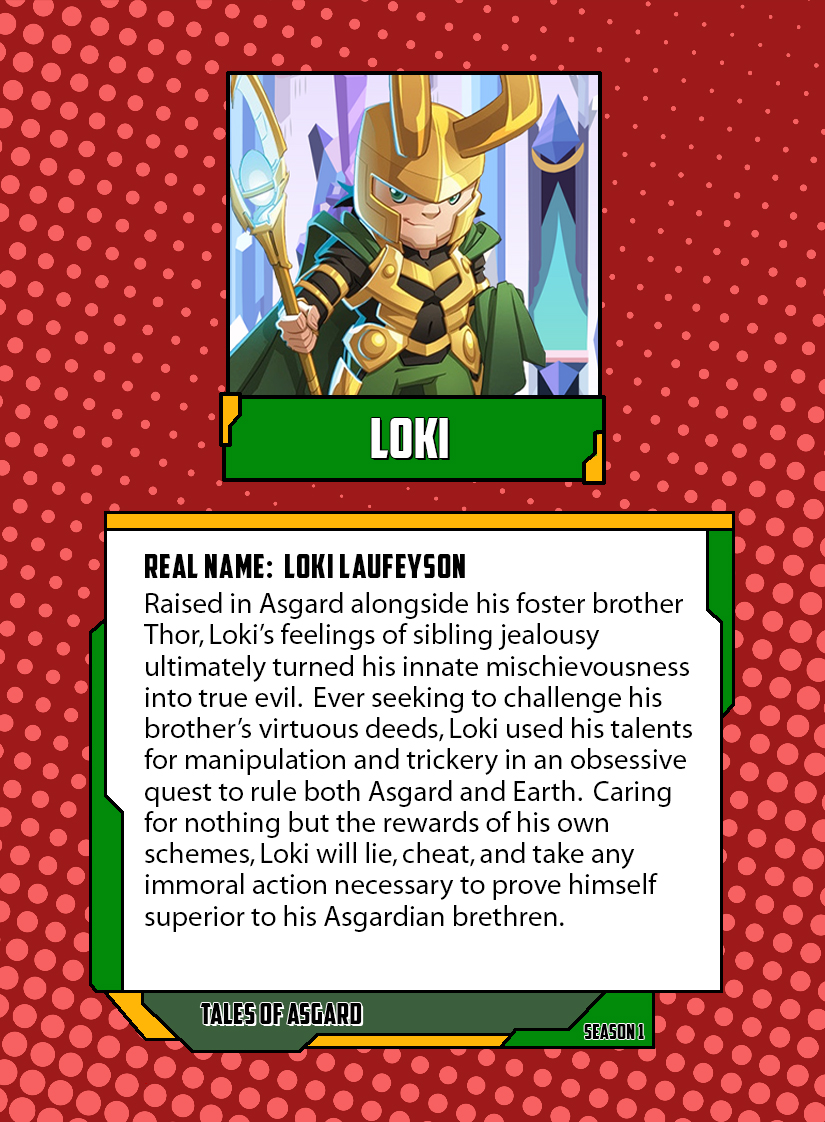 LOKI
REAL NAME: LOKI LAUFEYSON
Raised in Asgard alongside his foster brother
Thor, Loki's feelings of sibling jealousy
ultimately turned his innate mischievousness
into true evil. Ever seeking to challenge his
brother's virtuous deeds, Loki used his talents
for manipulation and trickery in an obsessive
quest to rule both Asgard and Earth. Caring
for nothing but the rewards of his own
schemes, Loki will lie, cheat, and take any
immoral action necessary to prove himself
superior to his Asgardian brethren.
TALES OF ASGARD
SEASON 1